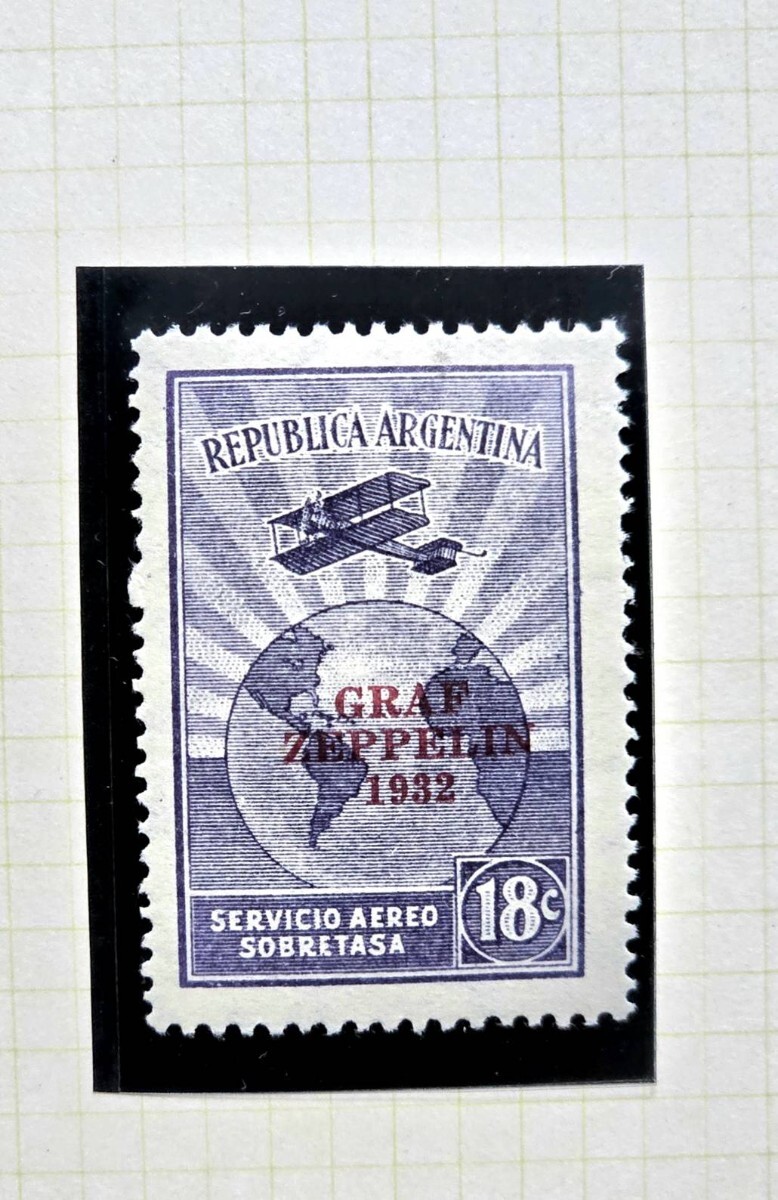 REPUBLICA ARGENTINA
GRAF
ZEPPELIN
1932
SERVICIO AEREO
SOBRETASA
18c